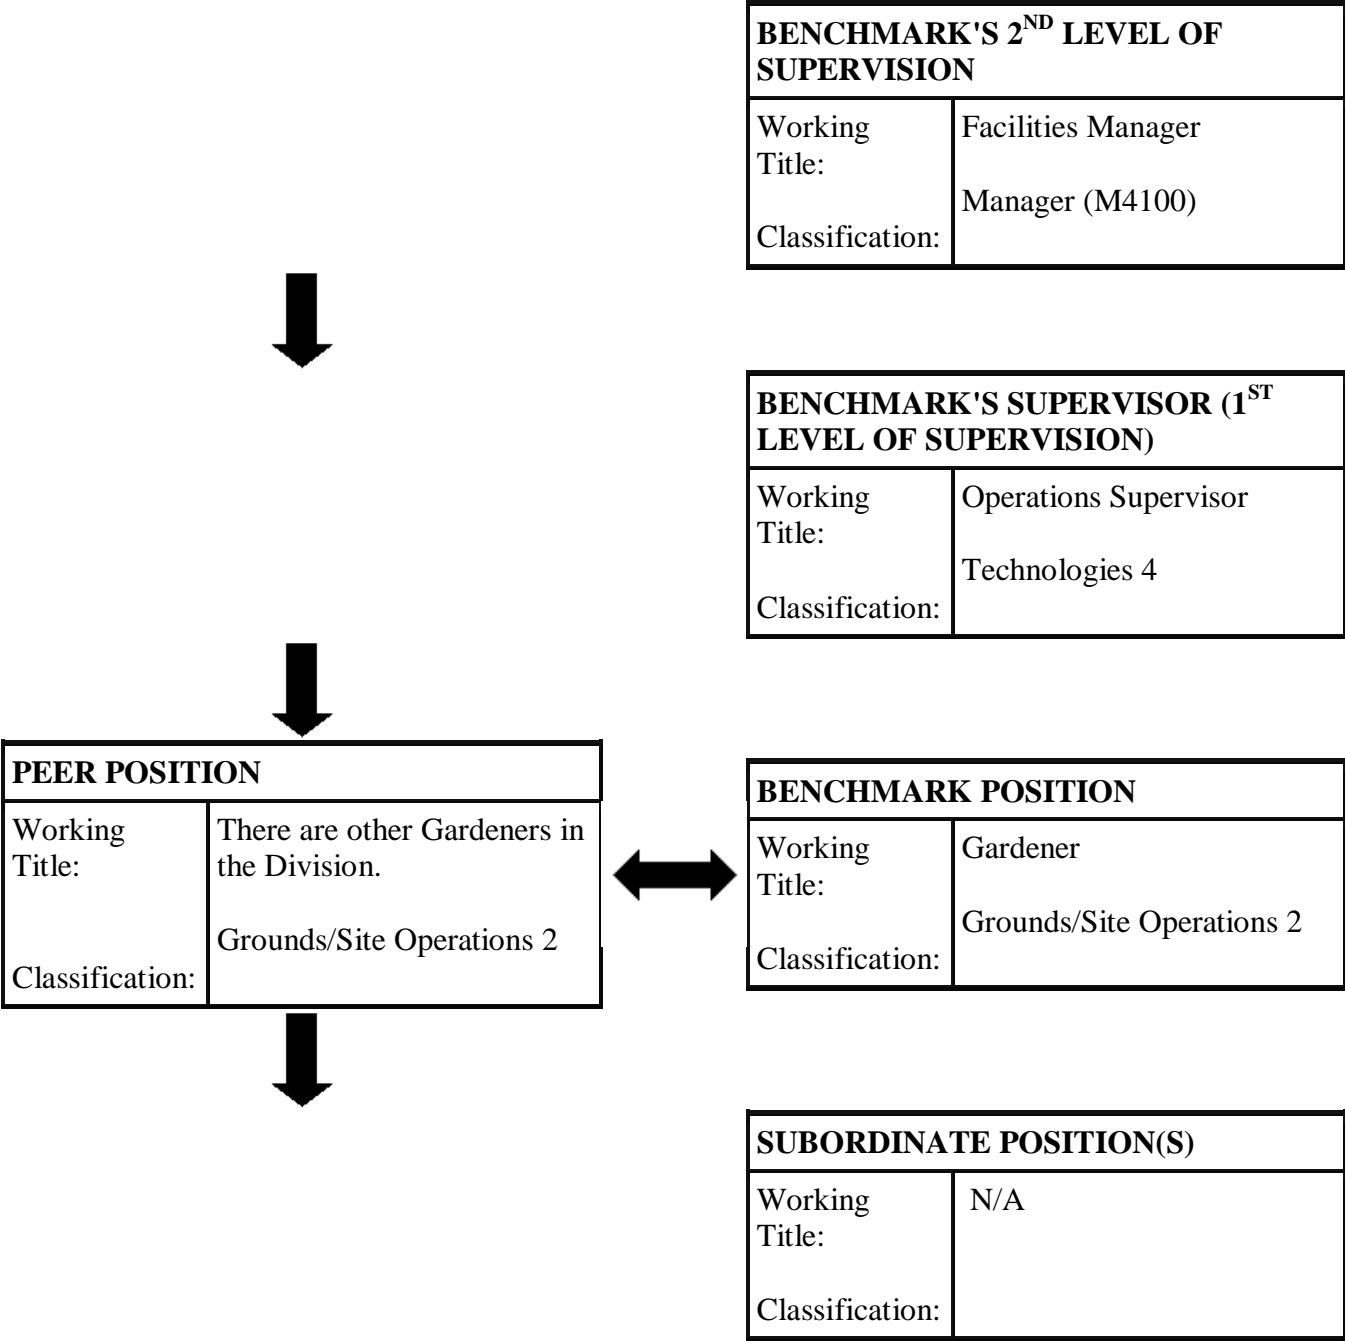 BENCHMARK'S 2ND LEVEL OF
SUPERVISION
Working
Title:
Classification:
Facilities Manager
Manager (M4100)
BENCHMARK'S SUPERVISOR (1ST
LEVEL OF SUPERVISION)
Working
Title:
Classification:
Operations Supervisor
Technologies 4
PEER POSITION
Working
Title:
Classification:
There are other Gardeners in
the Division.
Grounds/Site Operations 2
BENCHMARK POSITION
Working
Title:
Classification:
Gardener
Grounds/Site Operations 2
SUBORDINATE POSITION(S)
Working
Title:
Classification:
N/A